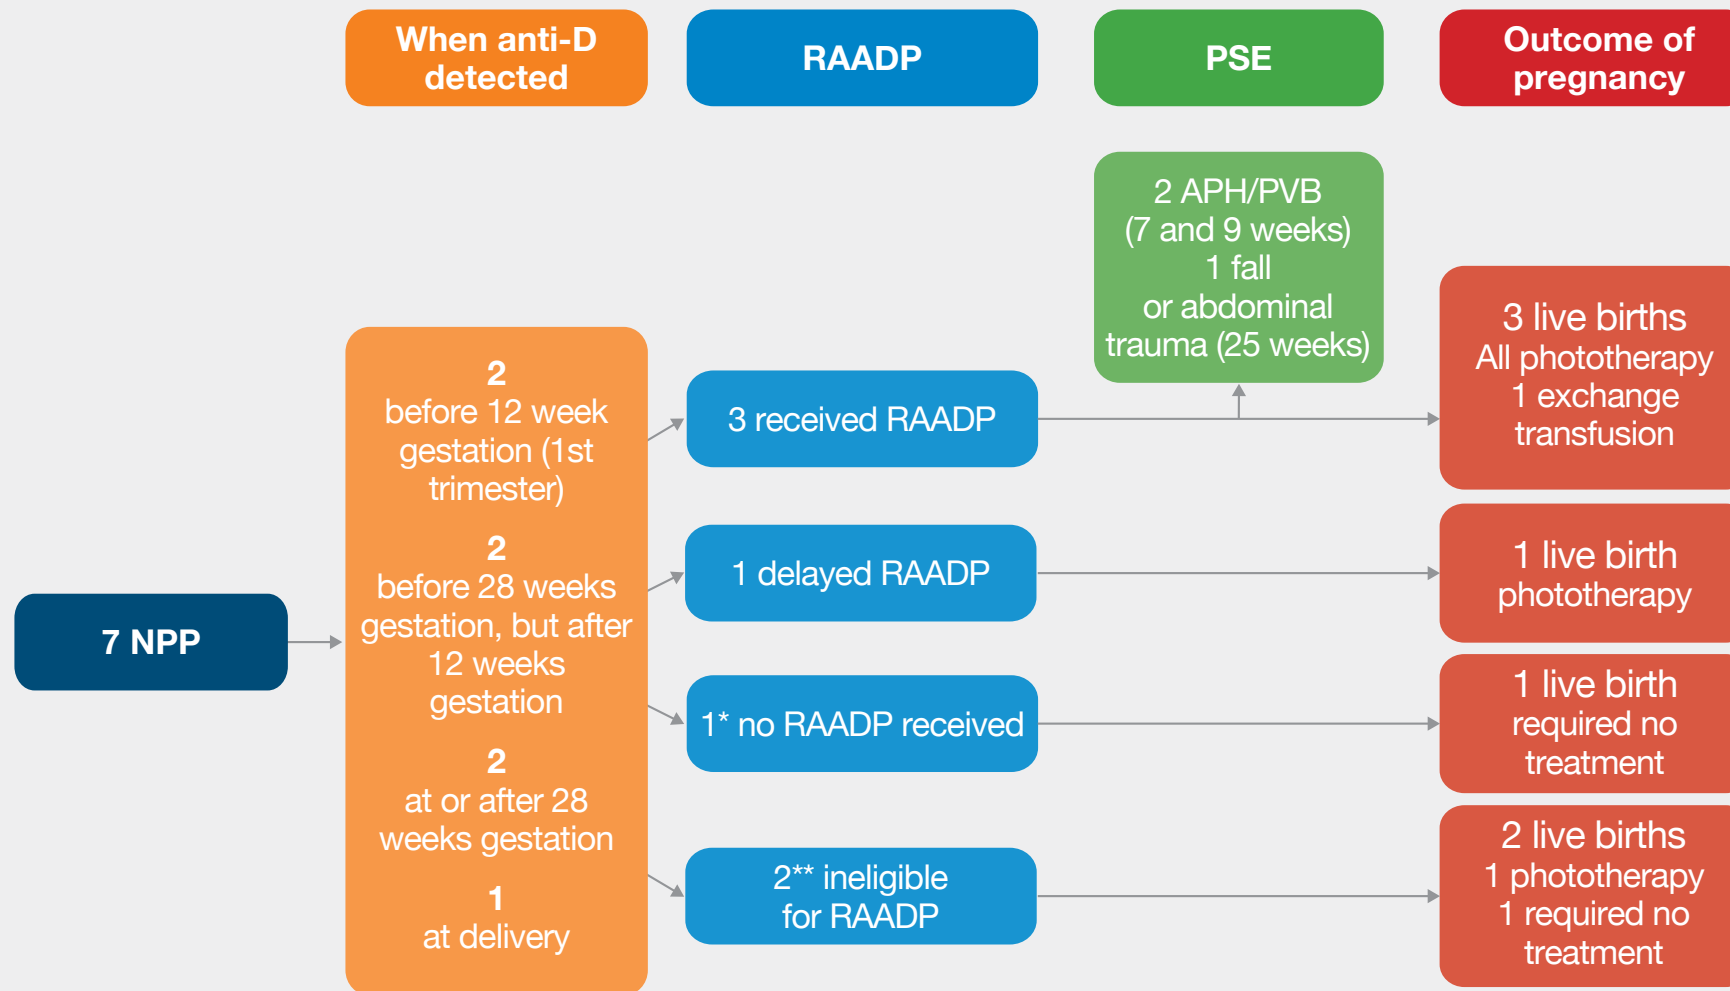 When anti-D
detected
RAADP
PSE
Outcome of
pregnancy
7 NPP
2
before 12 week
gestation (1st
trimester)
2
before 28 weeks
gestation, but after
12 weeks
gestation
2
at or after 28
weeks gestation
1
at delivery
3 received RAADP
1 delayed RAADP
1* no RAADP received
2** ineligible
for RAADP
2 APH/PVB
(7 and 9 weeks)
1 fall
or abdominal
trauma (25 weeks)
3 live births
All phototherapy
1 exchange
transfusion
1 live birth
phototherapy
1 live birth
required no
treatment
2 live births
1 phototherapy
1 required no
treatment